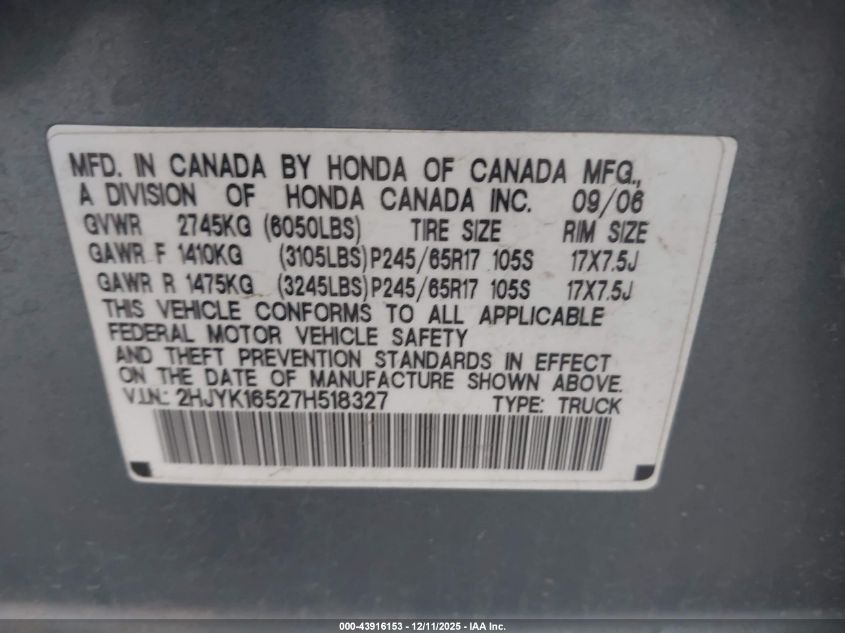 MFD. IN CANADA BY HONDA OF CANADA MFG.,
A DIVISION OF HONDA CANADA INC. 09/06
GVWR 2745KG (6050LBS) TIRE SIZE RIM SIZE
GAWR F 1410KG (3105LBS) P245/65R17 105S 17X7.5J
GAWR R 1475KG (3245LBS) P245/65R17 105S 17X7.5J
THIS VEHICLE CONFORMS TO ALL APPLICABLE
FEDERAL MOTOR VEHICLE SAFETY
AND THEFT PREVENTION STANDARDS IN EFFECT
ON THE DATE OF MANUFACTURE SHOWN ABOVE.
V.I.N.: 2HJYK16527H518327 TYPE: TRUCK
000-43916153 - 12/11/2025 - IAA Inc.